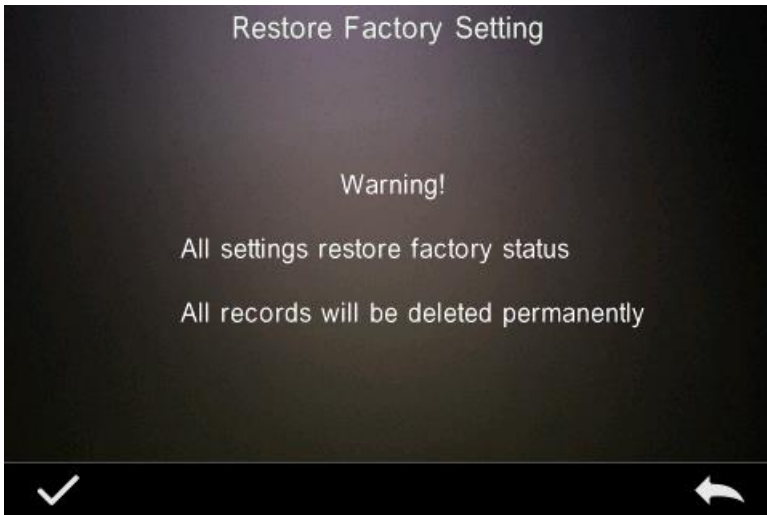 Restore Factory Setting
Warning!
All settings restore factory status
All records will be deleted permanently